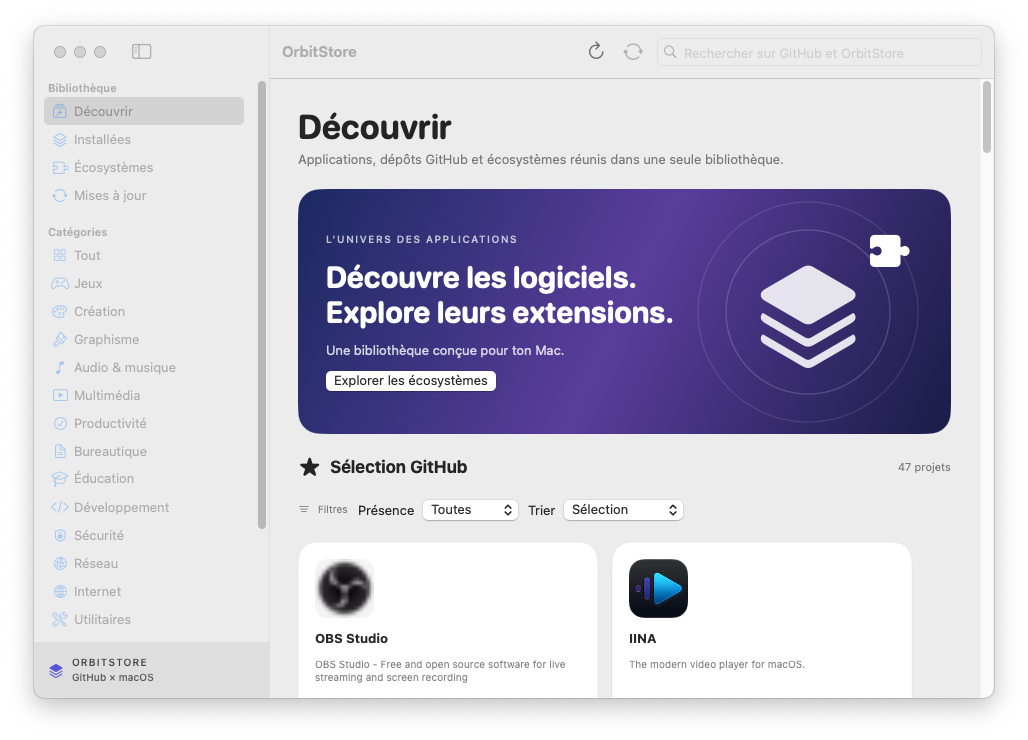 OrbitStore
Rechercher sur GitHub et OrbitStore
Bibliothèque
Découvrir
Installées
Écosystèmes
Mises à jour
Catégories
Tout
Jeux
Création
Graphisme
Audio & musique
Multimédia
Productivité
Bureautique
Éducation
Développement
Sécurité
Réseau
Internet
Utilitaires
ORBITSTORE
GitHub × macOS
Découvrir
Applications, dépôts GitHub et écosystèmes réunis dans une seule bibliothèque.
L'UNIVERS DES APPLICATIONS
Découvre les logiciels.
Explore leurs extensions.
Une bibliothèque conçue pour ton Mac.
Explorer les écosystèmes
Sélection GitHub
47 projets
Filtres Présence Toutes Trier Sélection
OBS Studio
OBS Studio - Free and open source software for live
streaming and screen recording
IINA
The modern video player for macOS.